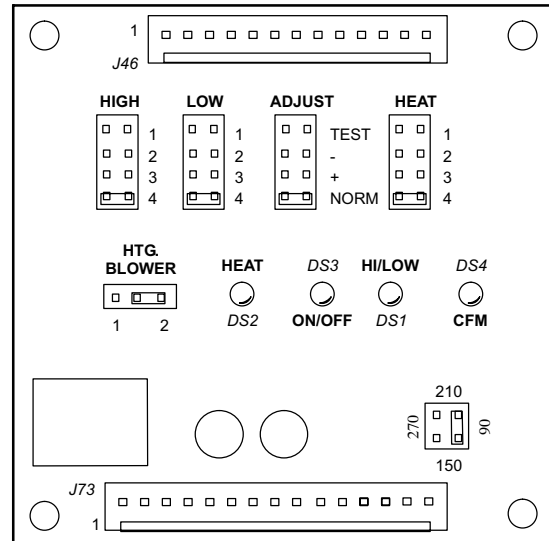 1
J46
HIGH LOW ADJUST HEAT
1 1 TEST 1
2 2 - 2
3 3 + 3
4 4 NORM 4
HTG.
BLOWER HEAT DS3 HI/LOW DS4
1 2 DS2 ON/OFF DS1 CFM
210
270 90
150
J73
1